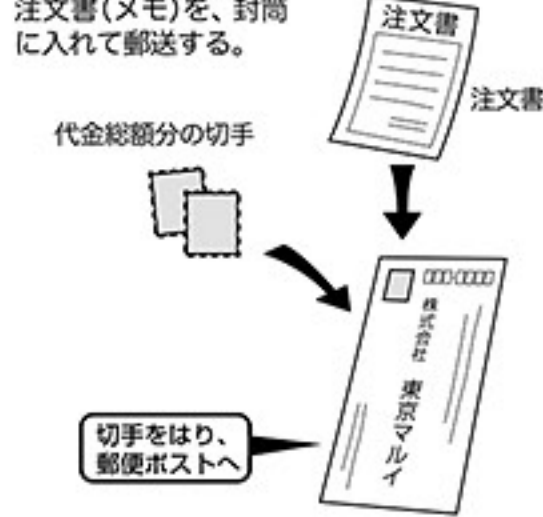 注文書(メモ)を、封筒
に入れて郵送する。
注文書
注文書
代金総額分の切手
株式会社 東京マルイ
切手をはり、
郵便ポストへ